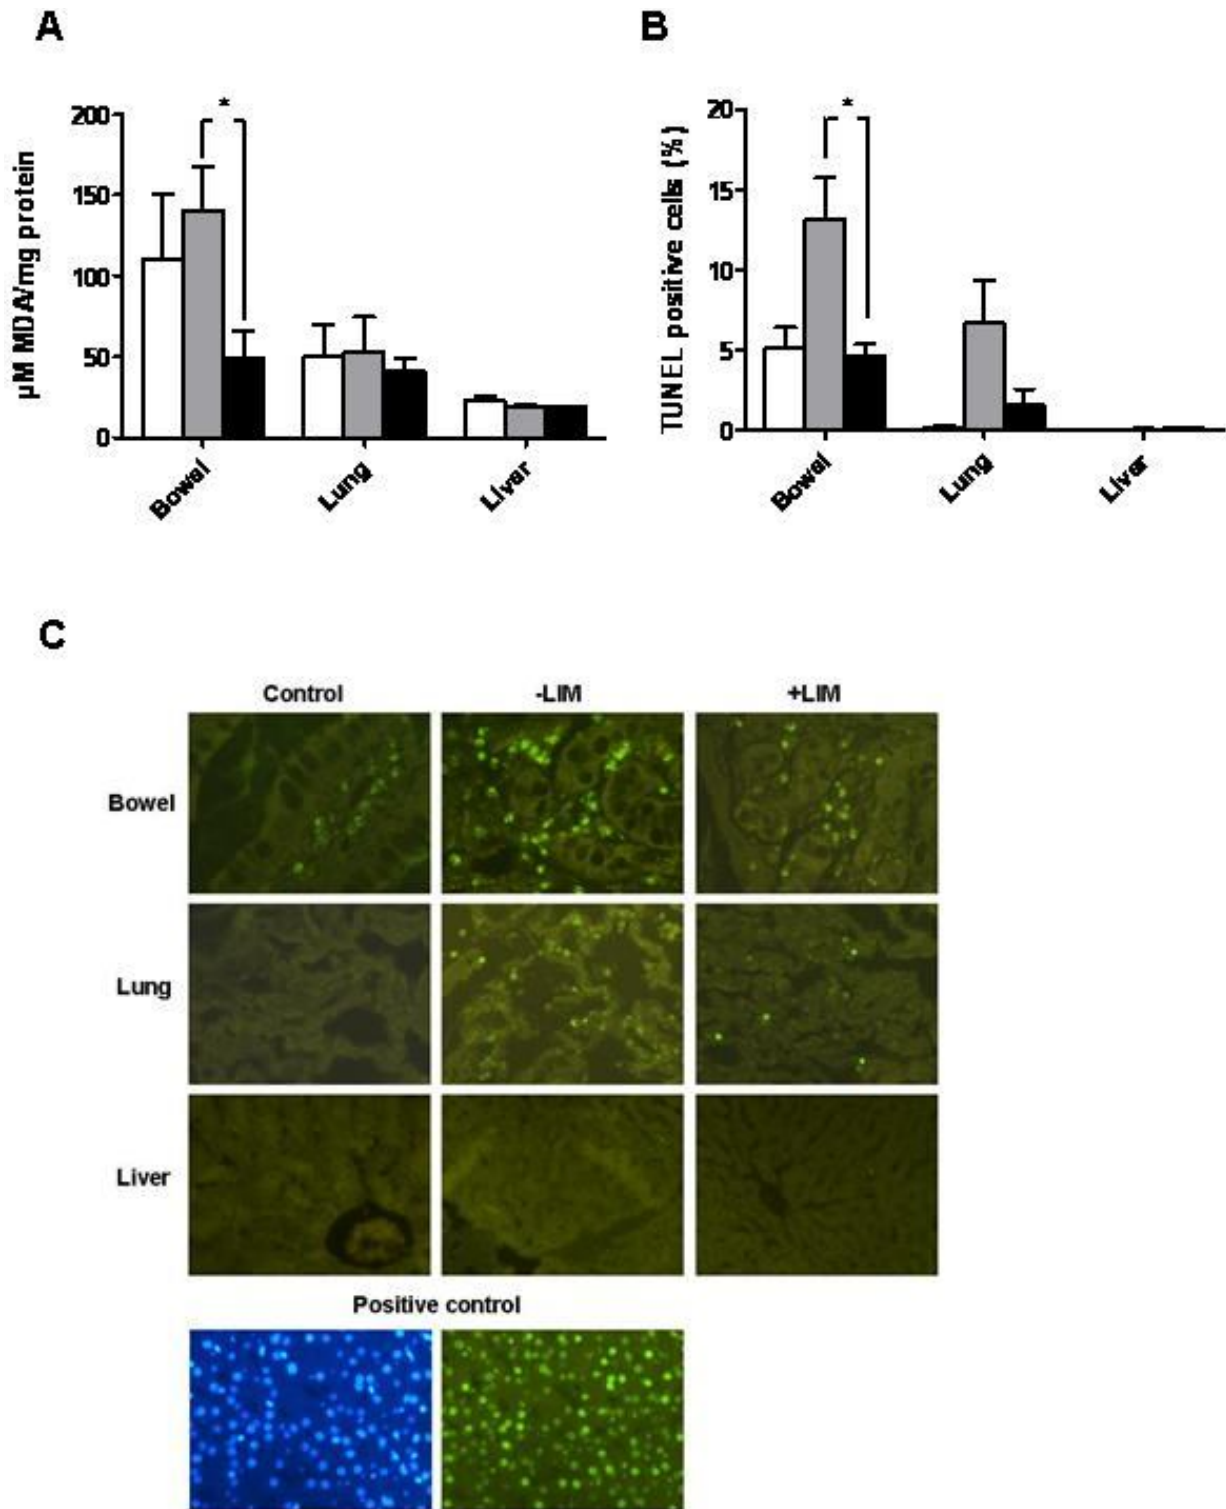 A
B
*
*
200
150
100
50
0
µM MDA/mg protein
Bowel
Lung
Liver
20
15
10
5
0
TUNEL positive cells (%)
Bowel
Lung
Liver
C
Control -LIM +LIM
Bowel
Lung
Liver
Positive control